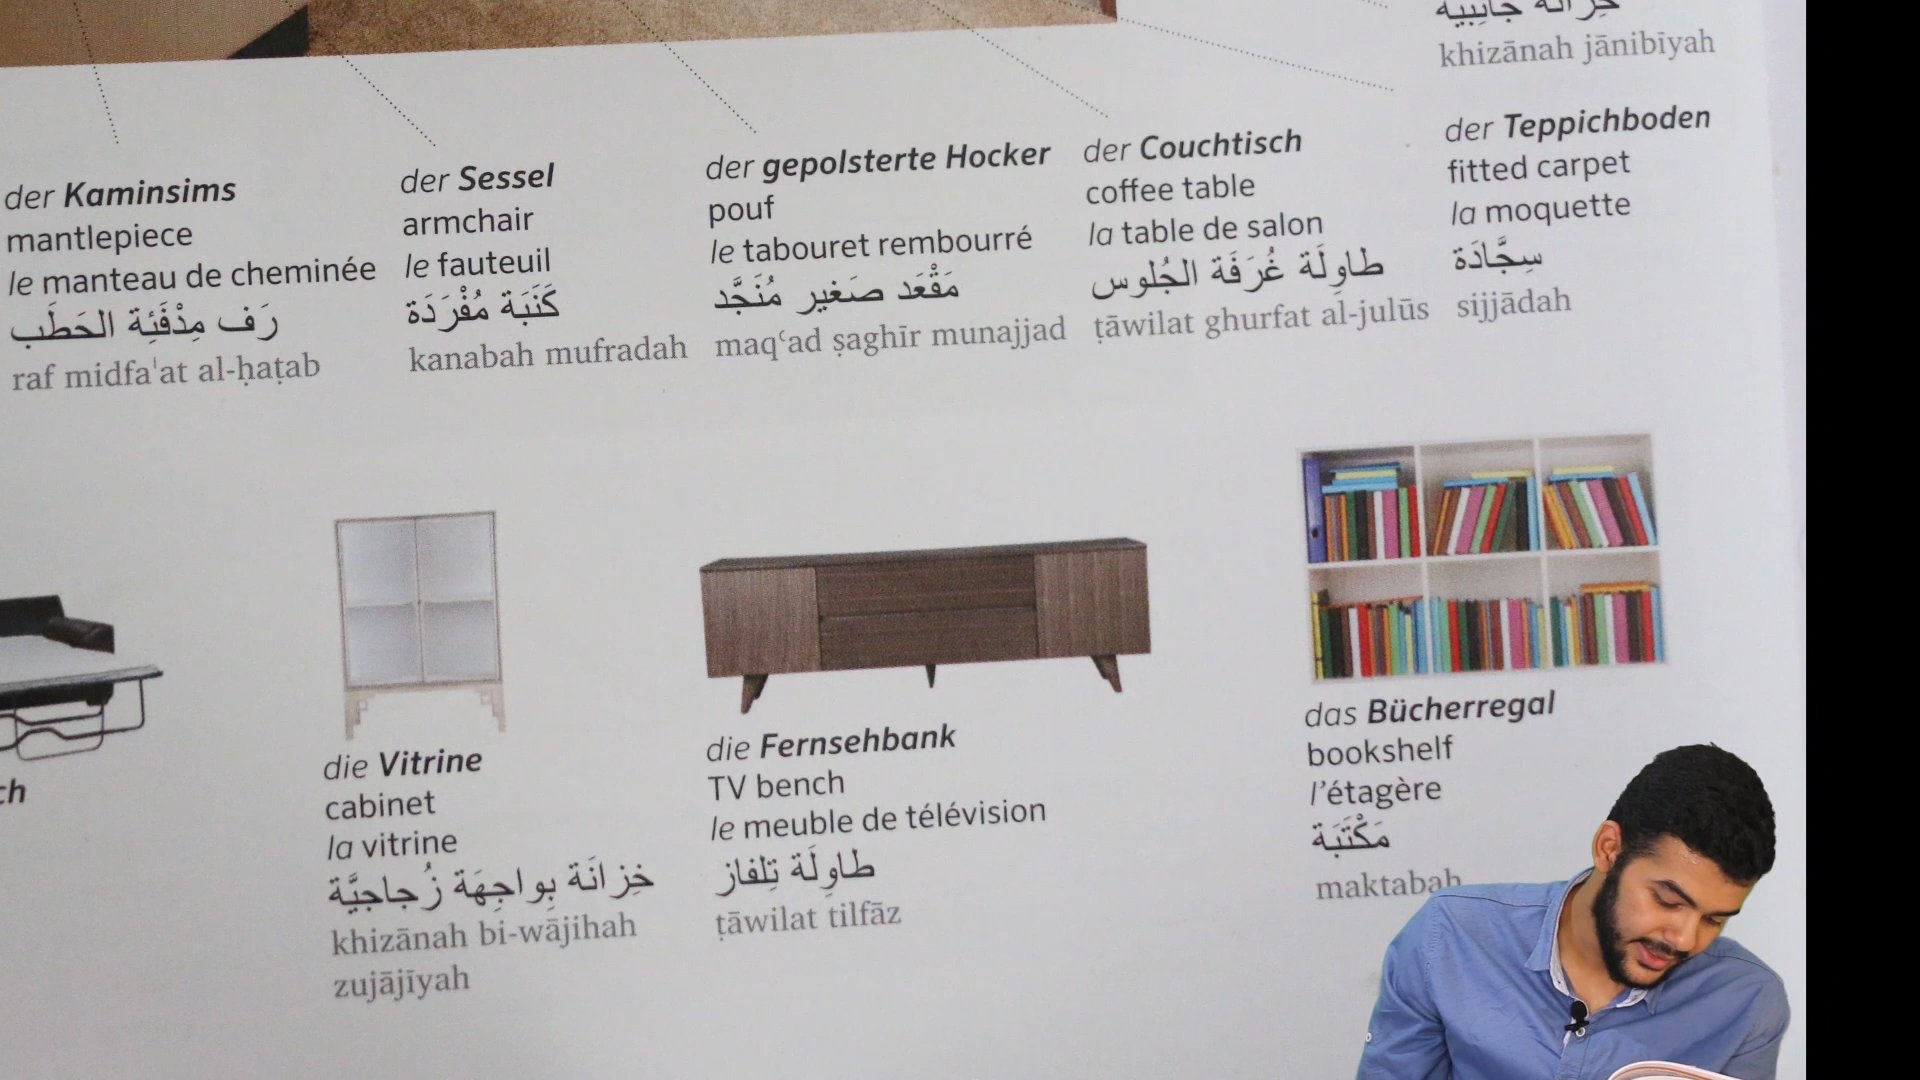 khizānah jānibīyah
der Kaminsims
mantlepiece
le manteau de cheminée
رَف مِدْفَئِة الحَطَب
raf midfa'at al-ḥaṭab
der Sessel
armchair
le fauteuil
كَنَبَة مُفْرَدَة
kanabah mufradah
der gepolsterte Hocker
pouf
le tabouret rembourré
مَقْعَد صَغير مُنَجَّد
maqʿad ṣaghīr munajjad
der Couchtisch
coffee table
la table de salon
طاوِلَة غُرَفَة الجُلوس
ṭāwilat ghurfat al-julūs
der Teppichboden
fitted carpet
la moquette
سِجَّادَة
sijjādah
ch
die Vitrine
cabinet
la vitrine
خِزانَة بِواجِهَة زُجاجيَّة
khizānah bi-wājihah
zujājīyah
die Fernsehbank
TV bench
le meuble de télévision
طاوِلَة تِلفاز
ṭāwilat tilfāz
das Bücherregal
bookshelf
l'étagère
مَكْتَبَة
maktabah